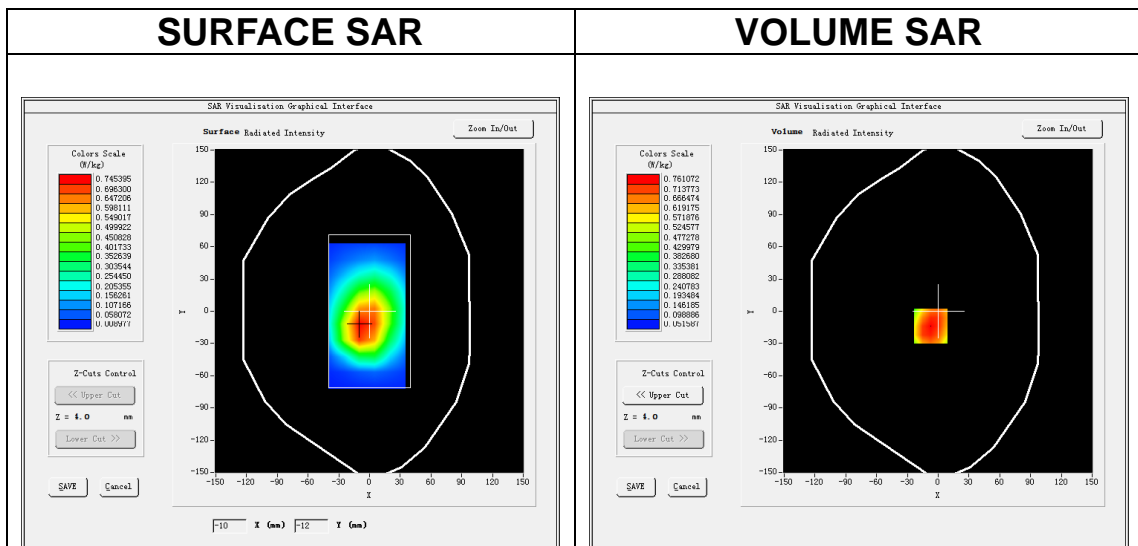 SURFACE SAR
VOLUME SAR
SAR Visualisation Graphical Interface
Surface Radiated Intensity
Zoom In/Out
Colors Scale
(W/kg)
0.745395
0.696300
0.647206
0.598111
0.549017
0.499922
0.450828
0.401733
0.352639
0.303544
0.254450
0.205355
0.156261
0.107166
0.058072
0.008977
Z-Cuts Control
<< Upper Cut
Z = 4.0 mm
Lower Cut >>
SAVE
Cancel
150
120
90
60
30
0
-30
-60
-90
-120
-150
Y
-150 -120 -90 -60 -30 0 30 60 90 120 150
X
-10 X (mm) -12 Y (mm)
SAR Visualisation Graphical Interface
Volume Radiated Intensity
Zoom In/Out
Colors Scale
(W/kg)
0.761072
0.713773
0.666474
0.619175
0.571876
0.524577
0.477278
0.429979
0.382680
0.335381
0.288082
0.240783
0.193484
0.146185
0.098886
0.051587
Z-Cuts Control
<< Upper Cut
Z = 4.0 mm
Lower Cut >>
SAVE
Cancel
150
120
90
60
30
0
-30
-60
-90
-120
-150
Y
-150 -120 -90 -60 -30 0 30 60 90 120 150
X